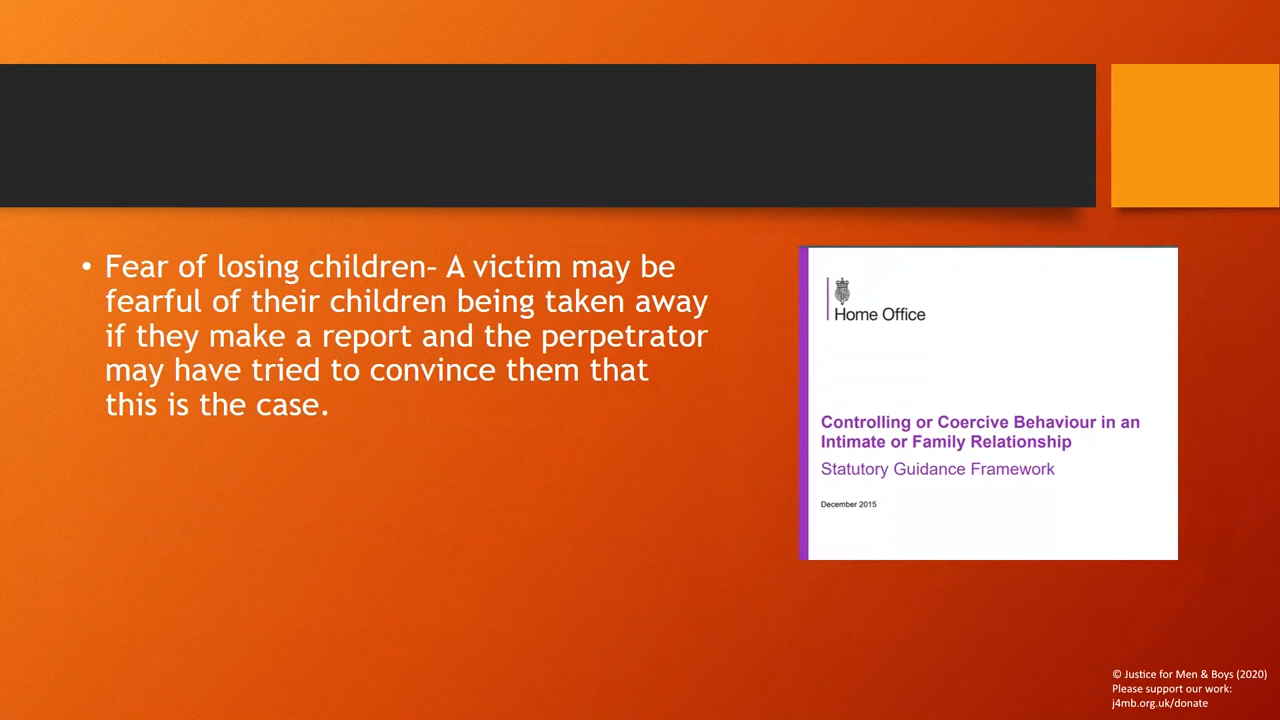 • Fear of losing children– A victim may be
fearful of their children being taken away
if they make a report and the perpetrator
may have tried to convince them that
this is the case.
Home Office
Controlling or Coercive Behaviour in an
Intimate or Family Relationship
Statutory Guidance Framework
December 2015
© Justice for Men & Boys (2020)
Please support our work:
j4mb.org.uk/donate